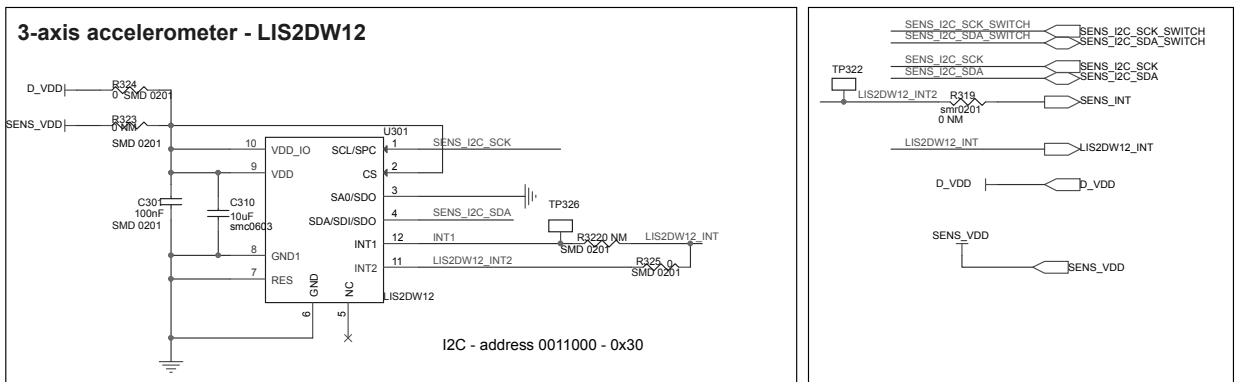 3-axis accelerometer - LIS2DW12
D_VDD
R324
0 SMD 0201
SENS_VDD
R323
0 NM
SMD 0201
U301
10 VDD_IO SCL/SPC 1 SENS_I2C_SCK
9 VDD CS 2
SA0/SDO 3
C301
100nF
SMD 0201
C310
10uF
smc0603
SDA/SDI/SDO 4 SENS_I2C_SDA
TP326
INT1 12 INT1
R322 0 NM
SMD 0201
LIS2DW12_INT
8 GND1
INT2 11 LIS2DW12_INT2
R325 0
SMD 0201
7 RES
GND
NC
LIS2DW12
6
5
I2C - address 0011000 - 0x30
SENS_I2C_SCK_SWITCH SENS_I2C_SCK_SWITCH
SENS_I2C_SDA_SWITCH SENS_I2C_SDA_SWITCH
SENS_I2C_SCK SENS_I2C_SCK
SENS_I2C_SDA SENS_I2C_SDA
TP322
LIS2DW12_INT2
R319
smr0201
0 NM
SENS_INT
LIS2DW12_INT LIS2DW12_INT
D_VDD D_VDD
SENS_VDD
SENS_VDD